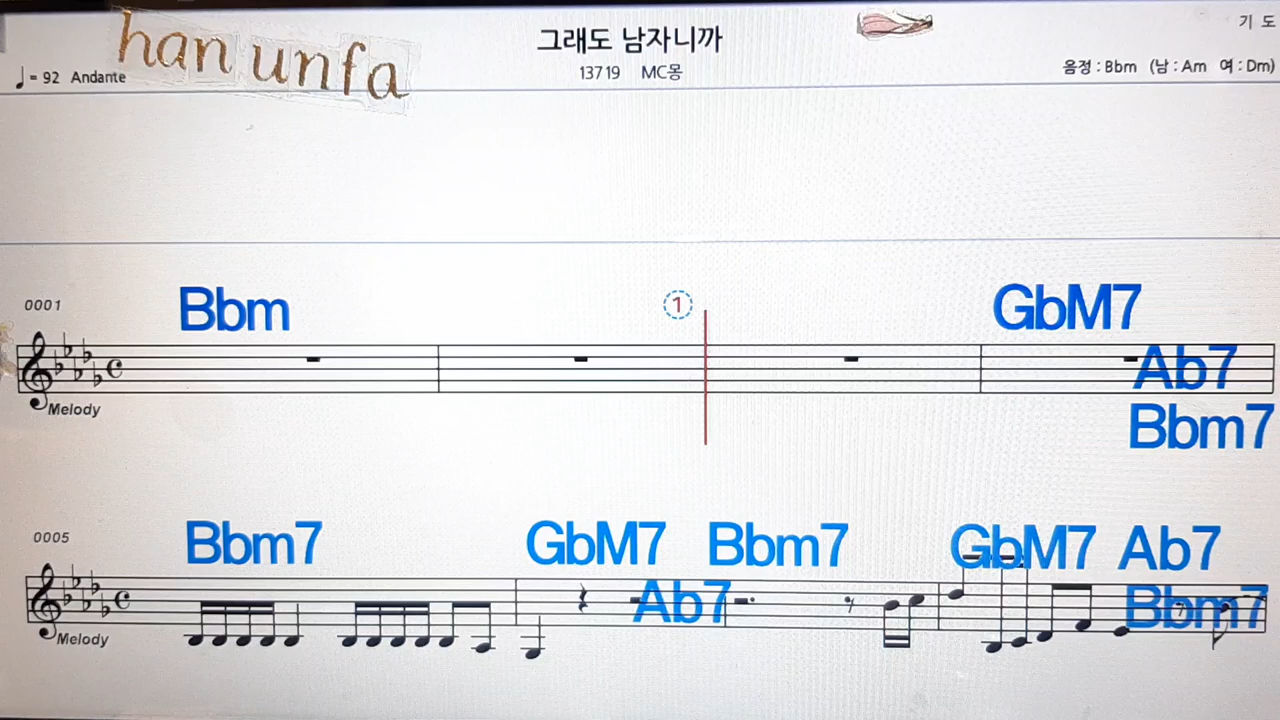 han unfa
그래도 남자니까
기 도
♩= 92 Andante
13719 MC몽
음정 : Bbm (남 : Am 여 : Dm)
0001
Bbm
1
GbM7
Ab7
Melody
Bbm7
0005
Bbm7 GbM7 Bbm7 GbM7 Ab7
Ab7 Bbm7
Melody